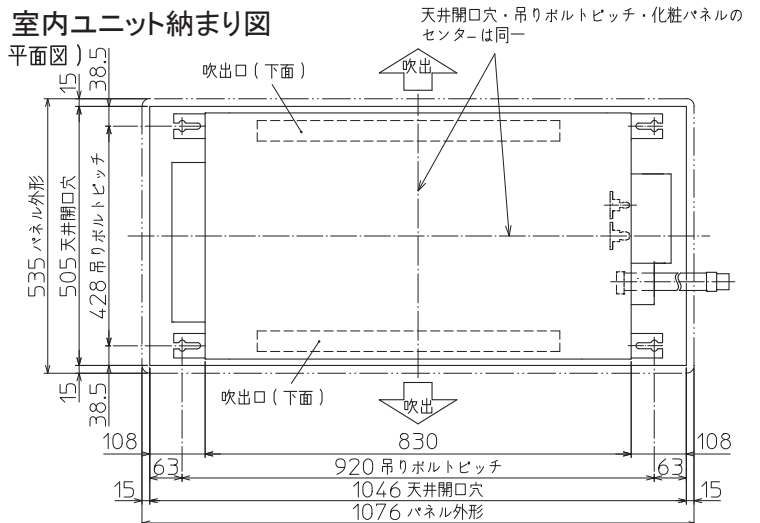 室内ユニット納まり図
平面図 )
天井開口穴・吊りボルトピッチ・化粧パネルの
センターは同一
吹出口 ( 下面 )
吹出
15
38.5
535 パネル外形
505 天井開口穴
428 吊りボルトピッチ
15
38.5
吹出口 ( 下面 )
吹出
108
830
108
63
920 吊りボルトピッチ
63
15
1046 天井開口穴
15
1076 パネル外形